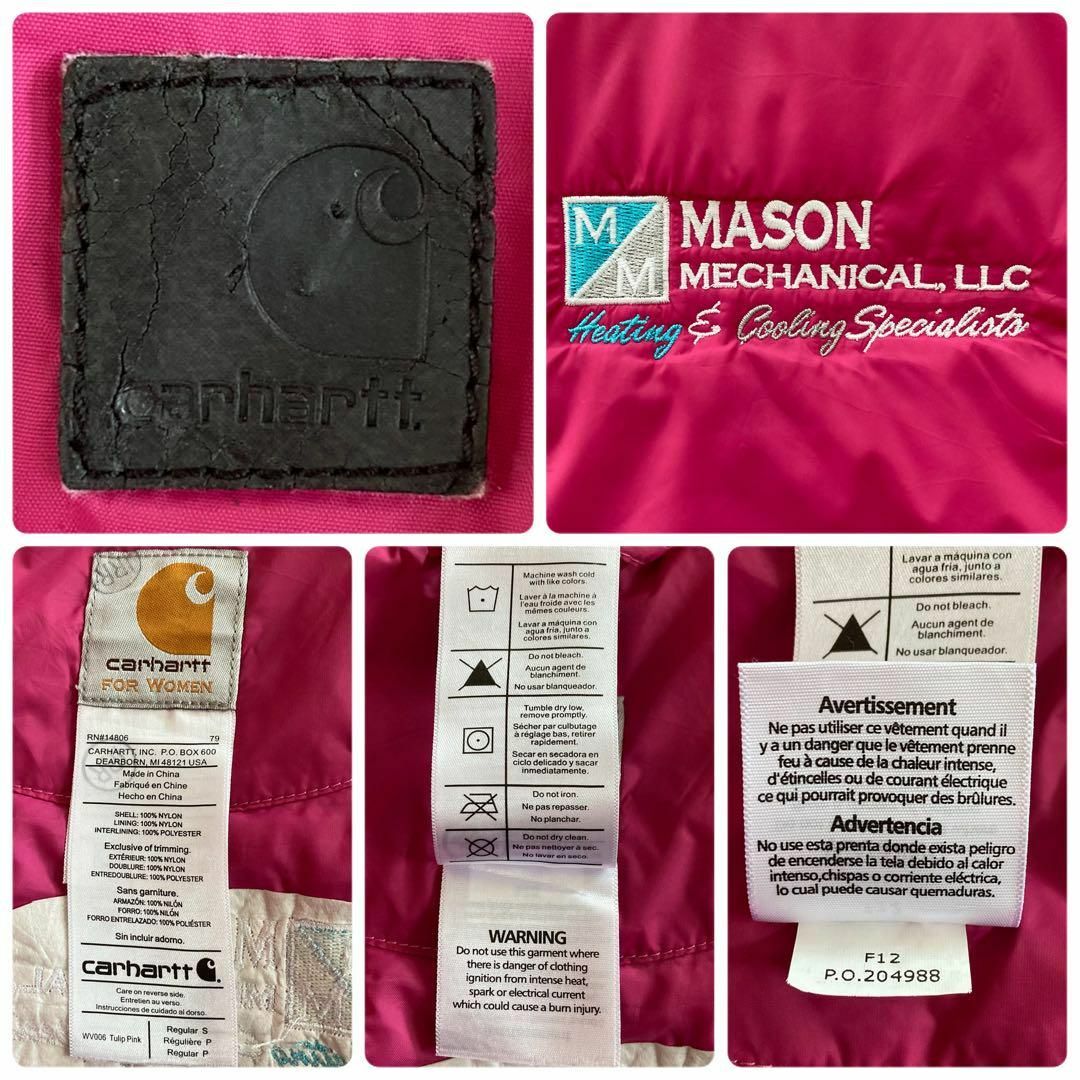 carhartt.
M
M
MASON
MECHANICAL, LLC
Heating & Cooling Specialists
carhartt
FOR WOMEN
RN#14806 79
CARHARTT, INC. P.O. BOX 600
DEARBORN, MI 48121 USA
Made in China
Fabriqué en Chine
Hecho en China
SHELL: 100% NYLON
LINING: 100% NYLON
INTERLINING: 100% POLYESTER
Exclusive of trimming.
EXTÉRIEUR: 100% NYLON
DOUBLURE: 100% NYLON
ENTREDOUBLURE: 100% POLYESTER
Sans garniture.
ARMAZÓN: 100% NILÓN
FORRO: 100% NILÓN
FORRO ENTRELAZADO: 100% POLIÉSTER
Sin incluir adorno.
carhartt
Care on reverse side.
Entretien au verso.
Instrucciones de cuidado al dorso.
WV006 Tulip Pink
Regular S
Régulière P
Regular P
Machine wash cold
with like colors.
Laver à la machine à
l'eau froide avec les
mêmes couleurs.
Lavar a máquina con
agua fría, junto a
colores similares.
Do not bleach.
Aucun agent de
blanchiment.
No usar blanqueador.
Tumble dry low,
remove promptly.
Sécher par culbutage
à réglage bas, retirer
rapidement.
Secar en secadora en
ciclo delicado y sacar
inmediatamente.
Do not iron.
Ne pas repasser.
No planchar.
Do not dry clean.
Ne pas nettoyer à sec.
No lavar en seco.
WARNING
Do not use this garment where
there is danger of clothing
ignition from intense heat,
spark or electrical current
which could cause a burn injury.
Lavar a máquina con
agua fría, junto a
colores similares.
Do not bleach.
Aucun agent de
blanchiment.
No usar blanqueador.
Avertissement
Ne pas utiliser ce vêtement quand il
y a un danger que le vêtement prenne
feu à cause de la chaleur intense,
d'étincelles ou de courant électrique
ce qui pourrait provoquer des brûlures.
Advertencia
No use esta prenta donde exista peligro
de encenderse la tela debido al calor
intenso,chispas o corriente eléctrica,
lo cual puede causar quemaduras.
F12
P.O.204988